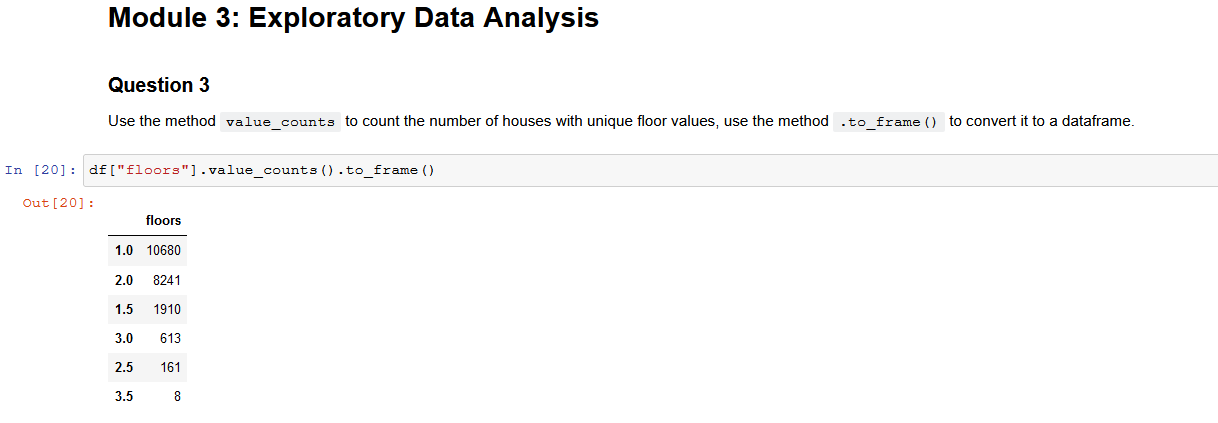 Module 3: Exploratory Data Analysis
Question 3
Use the method value_counts to count the number of houses with unique floor values, use the method .to_frame() to convert it to a dataframe.
In [20]: df["floors"].value_counts().to_frame()
Out[20]:
floors
1.0 10680
2.0 8241
1.5 1910
3.0 613
2.5 161
3.5 8